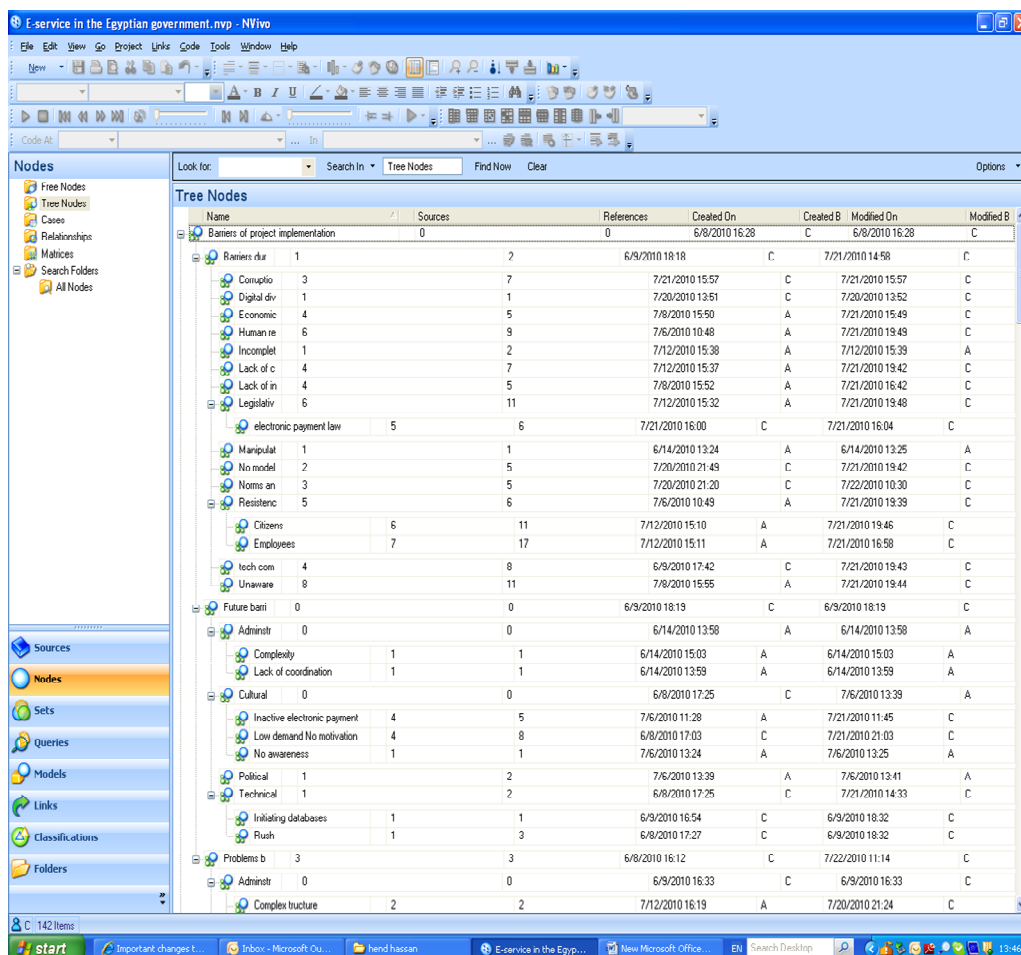 E-service in the Egyptian government.nvp - NVivo
File Edit View Go Project Links Code Tools Window Help
New
A B I U A
Code At In
Nodes
Look for: Search In Tree Nodes Find Now Clear Options
Free Nodes
Tree Nodes
Cases
Relationships
Matrices
Search Folders
All Nodes
Tree Nodes
Name Sources References Created On Created B Modified On Modified B
Barriers of project implementation 0 0 6/8/2010 16:28 C 6/8/2010 16:28 C
Barriers dur 1 2 6/9/2010 18:18 C 7/21/2010 14:58 C
Corruptio 3 7 7/21/2010 15:57 C 7/21/2010 15:57 C
Digital div 1 1 7/20/2010 13:51 C 7/20/2010 13:52 C
Economic 4 5 7/8/2010 15:50 A 7/21/2010 15:49 C
Human re 6 9 7/6/2010 10:48 A 7/21/2010 19:49 C
Incomplet 1 2 7/12/2010 15:38 A 7/12/2010 15:39 A
Lack of c 4 7 7/12/2010 15:37 A 7/21/2010 19:42 C
Lack of in 4 5 7/8/2010 15:52 A 7/21/2010 16:42 C
Legislativ 6 11 7/12/2010 15:32 A 7/21/2010 19:48 C
electronic payment law 5 6 7/21/2010 16:00 C 7/21/2010 16:04 C
Manipulat 1 1 6/14/2010 13:24 A 6/14/2010 13:25 A
No model 2 5 7/20/2010 21:49 C 7/21/2010 19:42 C
Norms an 3 5 7/20/2010 21:20 C 7/22/2010 10:30 C
Resistenc 5 6 7/6/2010 10:49 A 7/21/2010 19:39 C
Citizens 6 11 7/12/2010 15:10 A 7/21/2010 19:46 C
Employees 7 17 7/12/2010 15:11 A 7/21/2010 16:58 C
tech com 4 8 6/9/2010 17:42 C 7/21/2010 19:43 C
Unaware 8 11 7/8/2010 15:55 A 7/21/2010 19:44 C
Future barri 0 0 6/9/2010 18:19 C 6/9/2010 18:19 C
Adminstr 0 0 6/14/2010 13:58 A 6/14/2010 13:58 A
Complexity 1 1 6/14/2010 15:03 A 6/14/2010 15:03 A
Lack of coordination 1 1 6/14/2010 13:59 A 6/14/2010 13:59 A
Cultural 0 0 6/8/2010 17:25 C 7/6/2010 13:39 A
Inactive electronic payment 4 5 7/6/2010 11:28 A 7/21/2010 11:45 C
Low demand No motivation 4 8 6/8/2010 17:03 C 7/21/2010 21:03 C
No awareness 1 1 7/6/2010 13:24 A 7/6/2010 13:25 A
Political 1 2 7/6/2010 13:39 A 7/6/2010 13:41 A
Technical 1 2 6/8/2010 17:25 C 7/21/2010 14:33 C
Initiating databases 1 1 6/9/2010 16:54 C 6/9/2010 18:32 C
Rush 1 3 6/8/2010 17:27 C 6/9/2010 18:32 C
Problems b 3 3 6/8/2010 16:12 C 7/22/2010 11:14 C
Adminstr 0 0 6/9/2010 16:33 C 6/9/2010 16:33 C
Complex tructure 2 2 7/12/2010 16:19 A 7/20/2010 21:24 C
Sources
Nodes
Sets
Queries
Models
Links
Classifications
Folders
C 142 Items
start Important changes t... Inbox - Microsoft Ou... hend hassan E-service in the Egyp... New Microsoft Office... EN Search Desktop 13:46